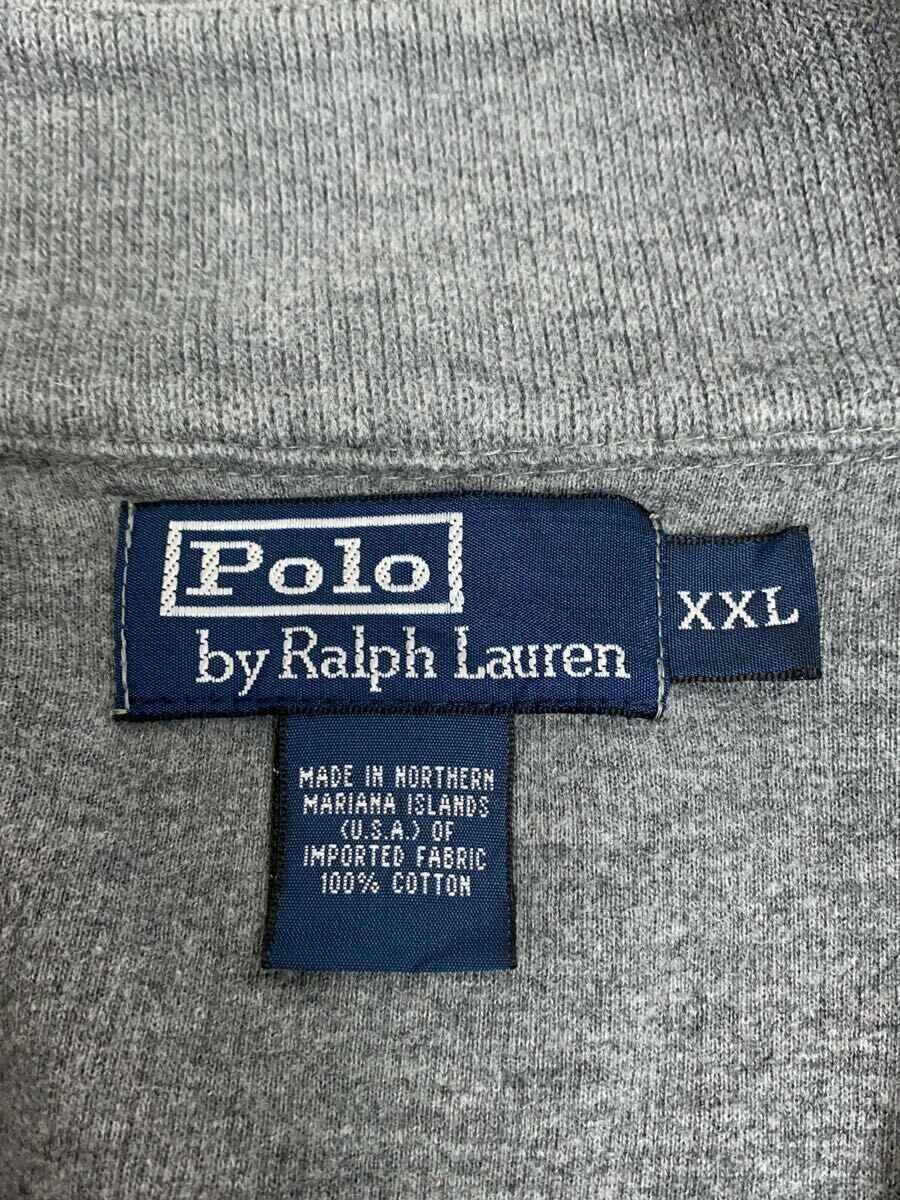 Polo
by Ralph Lauren
XXL
MADE IN NORTHERN
MARIANA ISLANDS
(U.S.A.) OF
IMPORTED FABRIC
100% COTTON